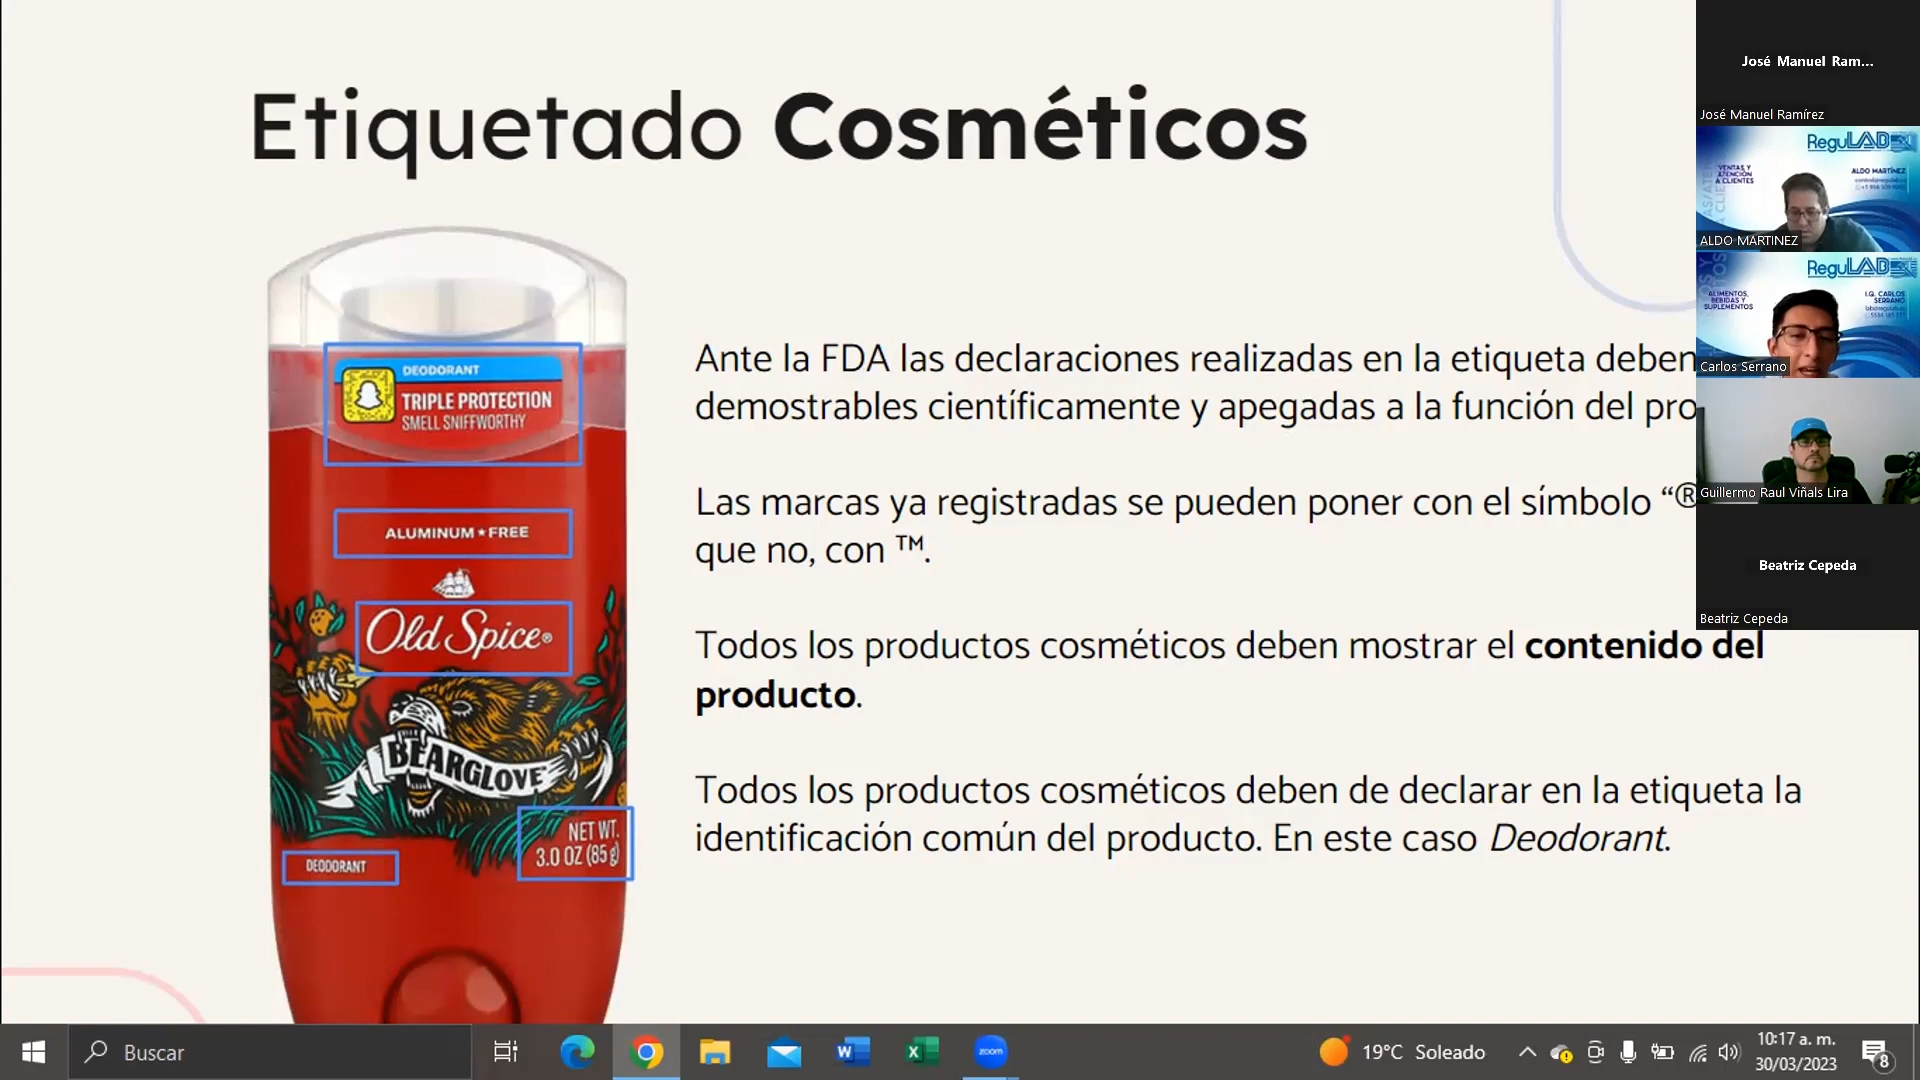 Etiquetado Cosméticos
DEODORANT
TRIPLE PROTECTION
SMELL SNIFFWORTHY
ALUMINUM★FREE
Old Spice®
BEARGLOVE
NET WT.
3.0 OZ (85 g)
DEODORANT
Ante la FDA las declaraciones realizadas en la etiqueta deben
demostrables científicamente y apegadas a la función del pro
Las marcas ya registradas se pueden poner con el símbolo “®
que no, con ™.
Todos los productos cosméticos deben mostrar el contenido del
producto.
Todos los productos cosméticos deben de declarar en la etiqueta la
identificación común del producto. En este caso Deodorant.
José Manuel Ram...
José Manuel Ramírez
ReguLAB
VENTAS Y
ATENCIÓN
A CLIENTES
ALDO MARTÍNEZ
ALDO MARTINEZ
ReguLAB
ALIMENTOS,
BEBIDAS Y
SUPLEMENTOS
I.Q. CARLOS
SERRANO
Carlos Serrano
Guillermo Raul Viñals Lira
Beatriz Cepeda
Beatriz Cepeda
Buscar
zoom
19°C Soleado
10:17 a. m.
30/03/2023
8